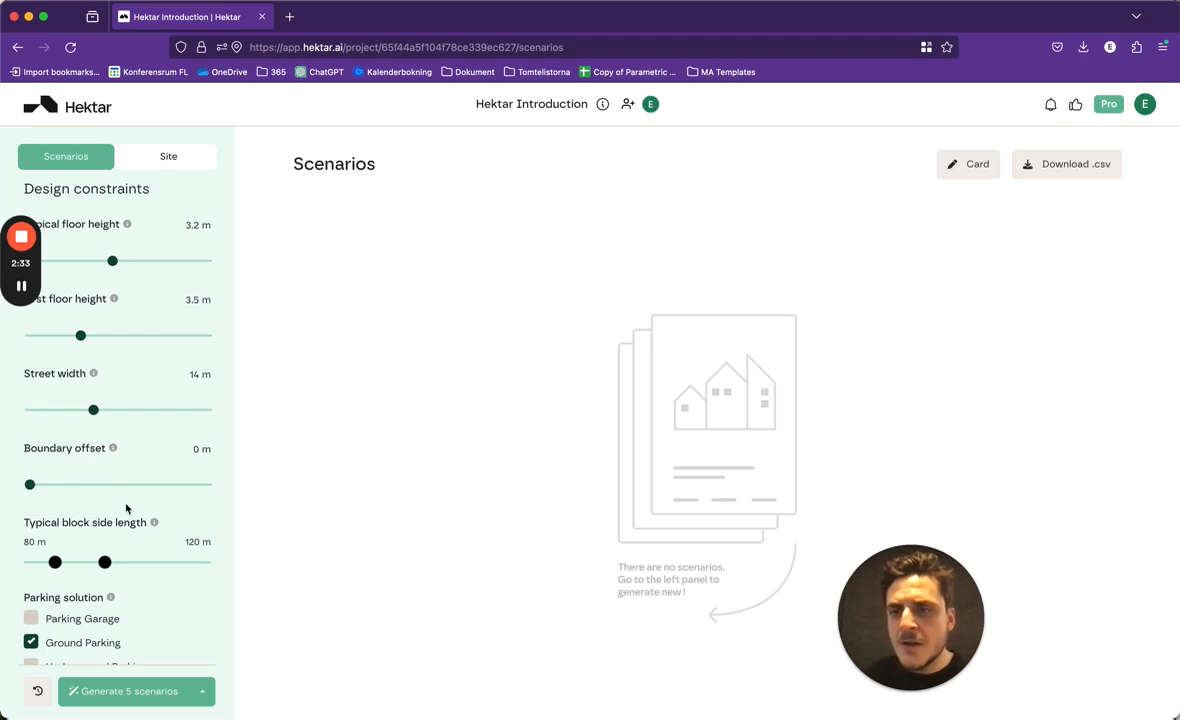 Hektar Introduction | Hektar
https://app.hektar.ai/project/65f44a5f104f78ce339ec627/scenarios
Import bookmarks...
Konferensrum FL
OneDrive
365
ChatGPT
Kalenderbokning
Dokument
Tomtelistorna
Copy of Parametric ...
MA Templates
Hektar
Hektar Introduction
E
Pro
E
Scenarios
Site
Design constraints
floor height
3.2 m
2:33
floor height
3.5 m
Street width
14 m
Boundary offset
0 m
Typical block side length
80 m
120 m
Parking solution
Parking Garage
Ground Parking
Generate 5 scenarios
Scenarios
Card
Download .csv
There are no scenarios.
Go to the left panel to
generate new !